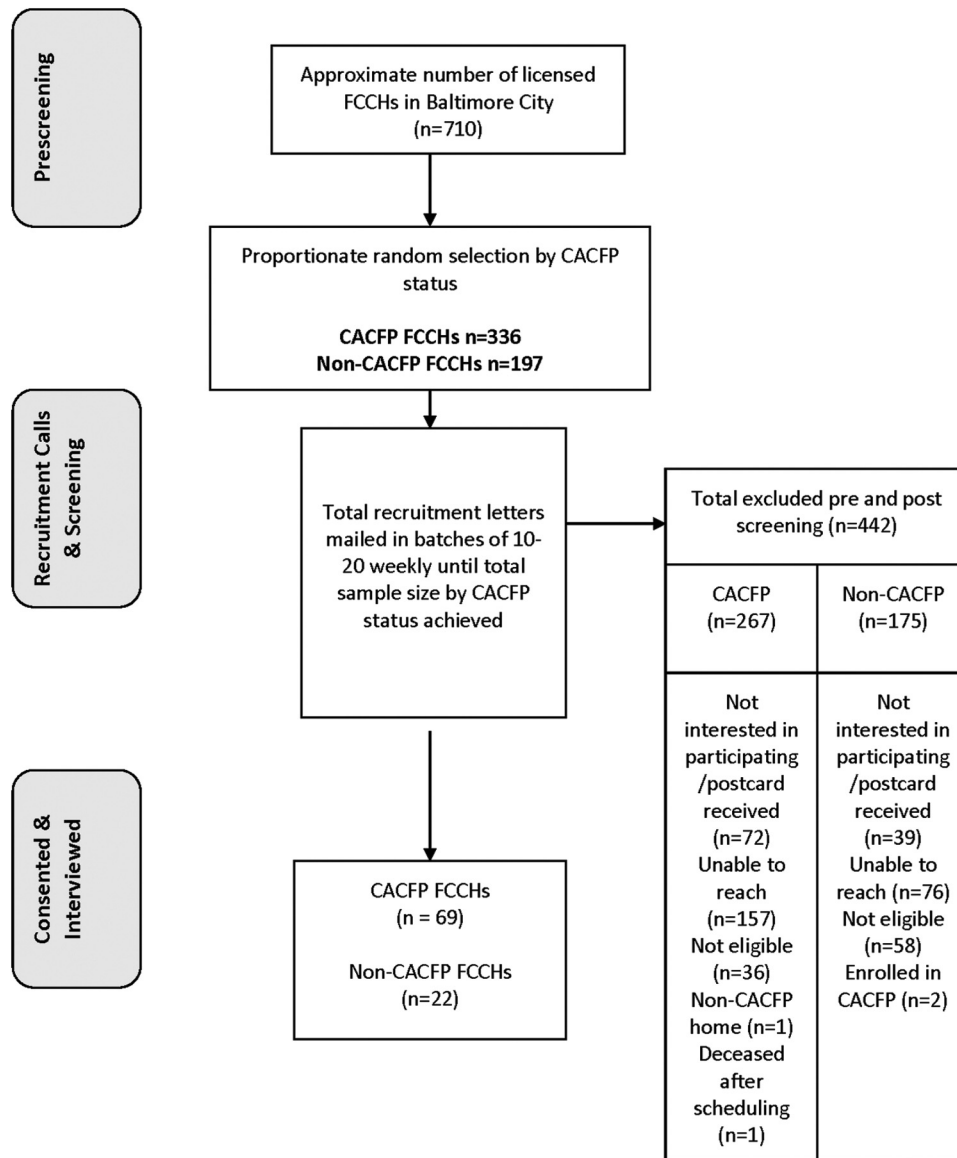 Prescreening
Approximate number of licensed
FCCHs in Baltimore City
(n=710)
Proportionate random selection by CACFP
status
CACFP FCCHs n=336
Non-CACFP FCCHs n=197
Recruitment Calls
& Screening
Total recruitment letters
mailed in batches of 10-
20 weekly until total
sample size by CACFP
status achieved
Total excluded pre and post
screening (n=442)
CACFP
(n=267)
Non-CACFP
(n=175)
Not
interested in
participating
/postcard
received
(n=72)
Unable to
reach
(n=157)
Not eligible
(n=36)
Non-CACFP
home (n=1)
Deceased
after
scheduling
(n=1)
Not
interested in
participating
/postcard
received
(n=39)
Unable to
reach (n=76)
Not eligible
(n=58)
Enrolled in
CACFP (n=2)
Consented &
Interviewed
CACFP FCCHs
(n = 69)
Non-CACFP FCCHs
(n=22)